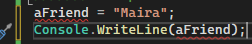 aFriend = "Maira";
Console.WriteLine(aFriend);